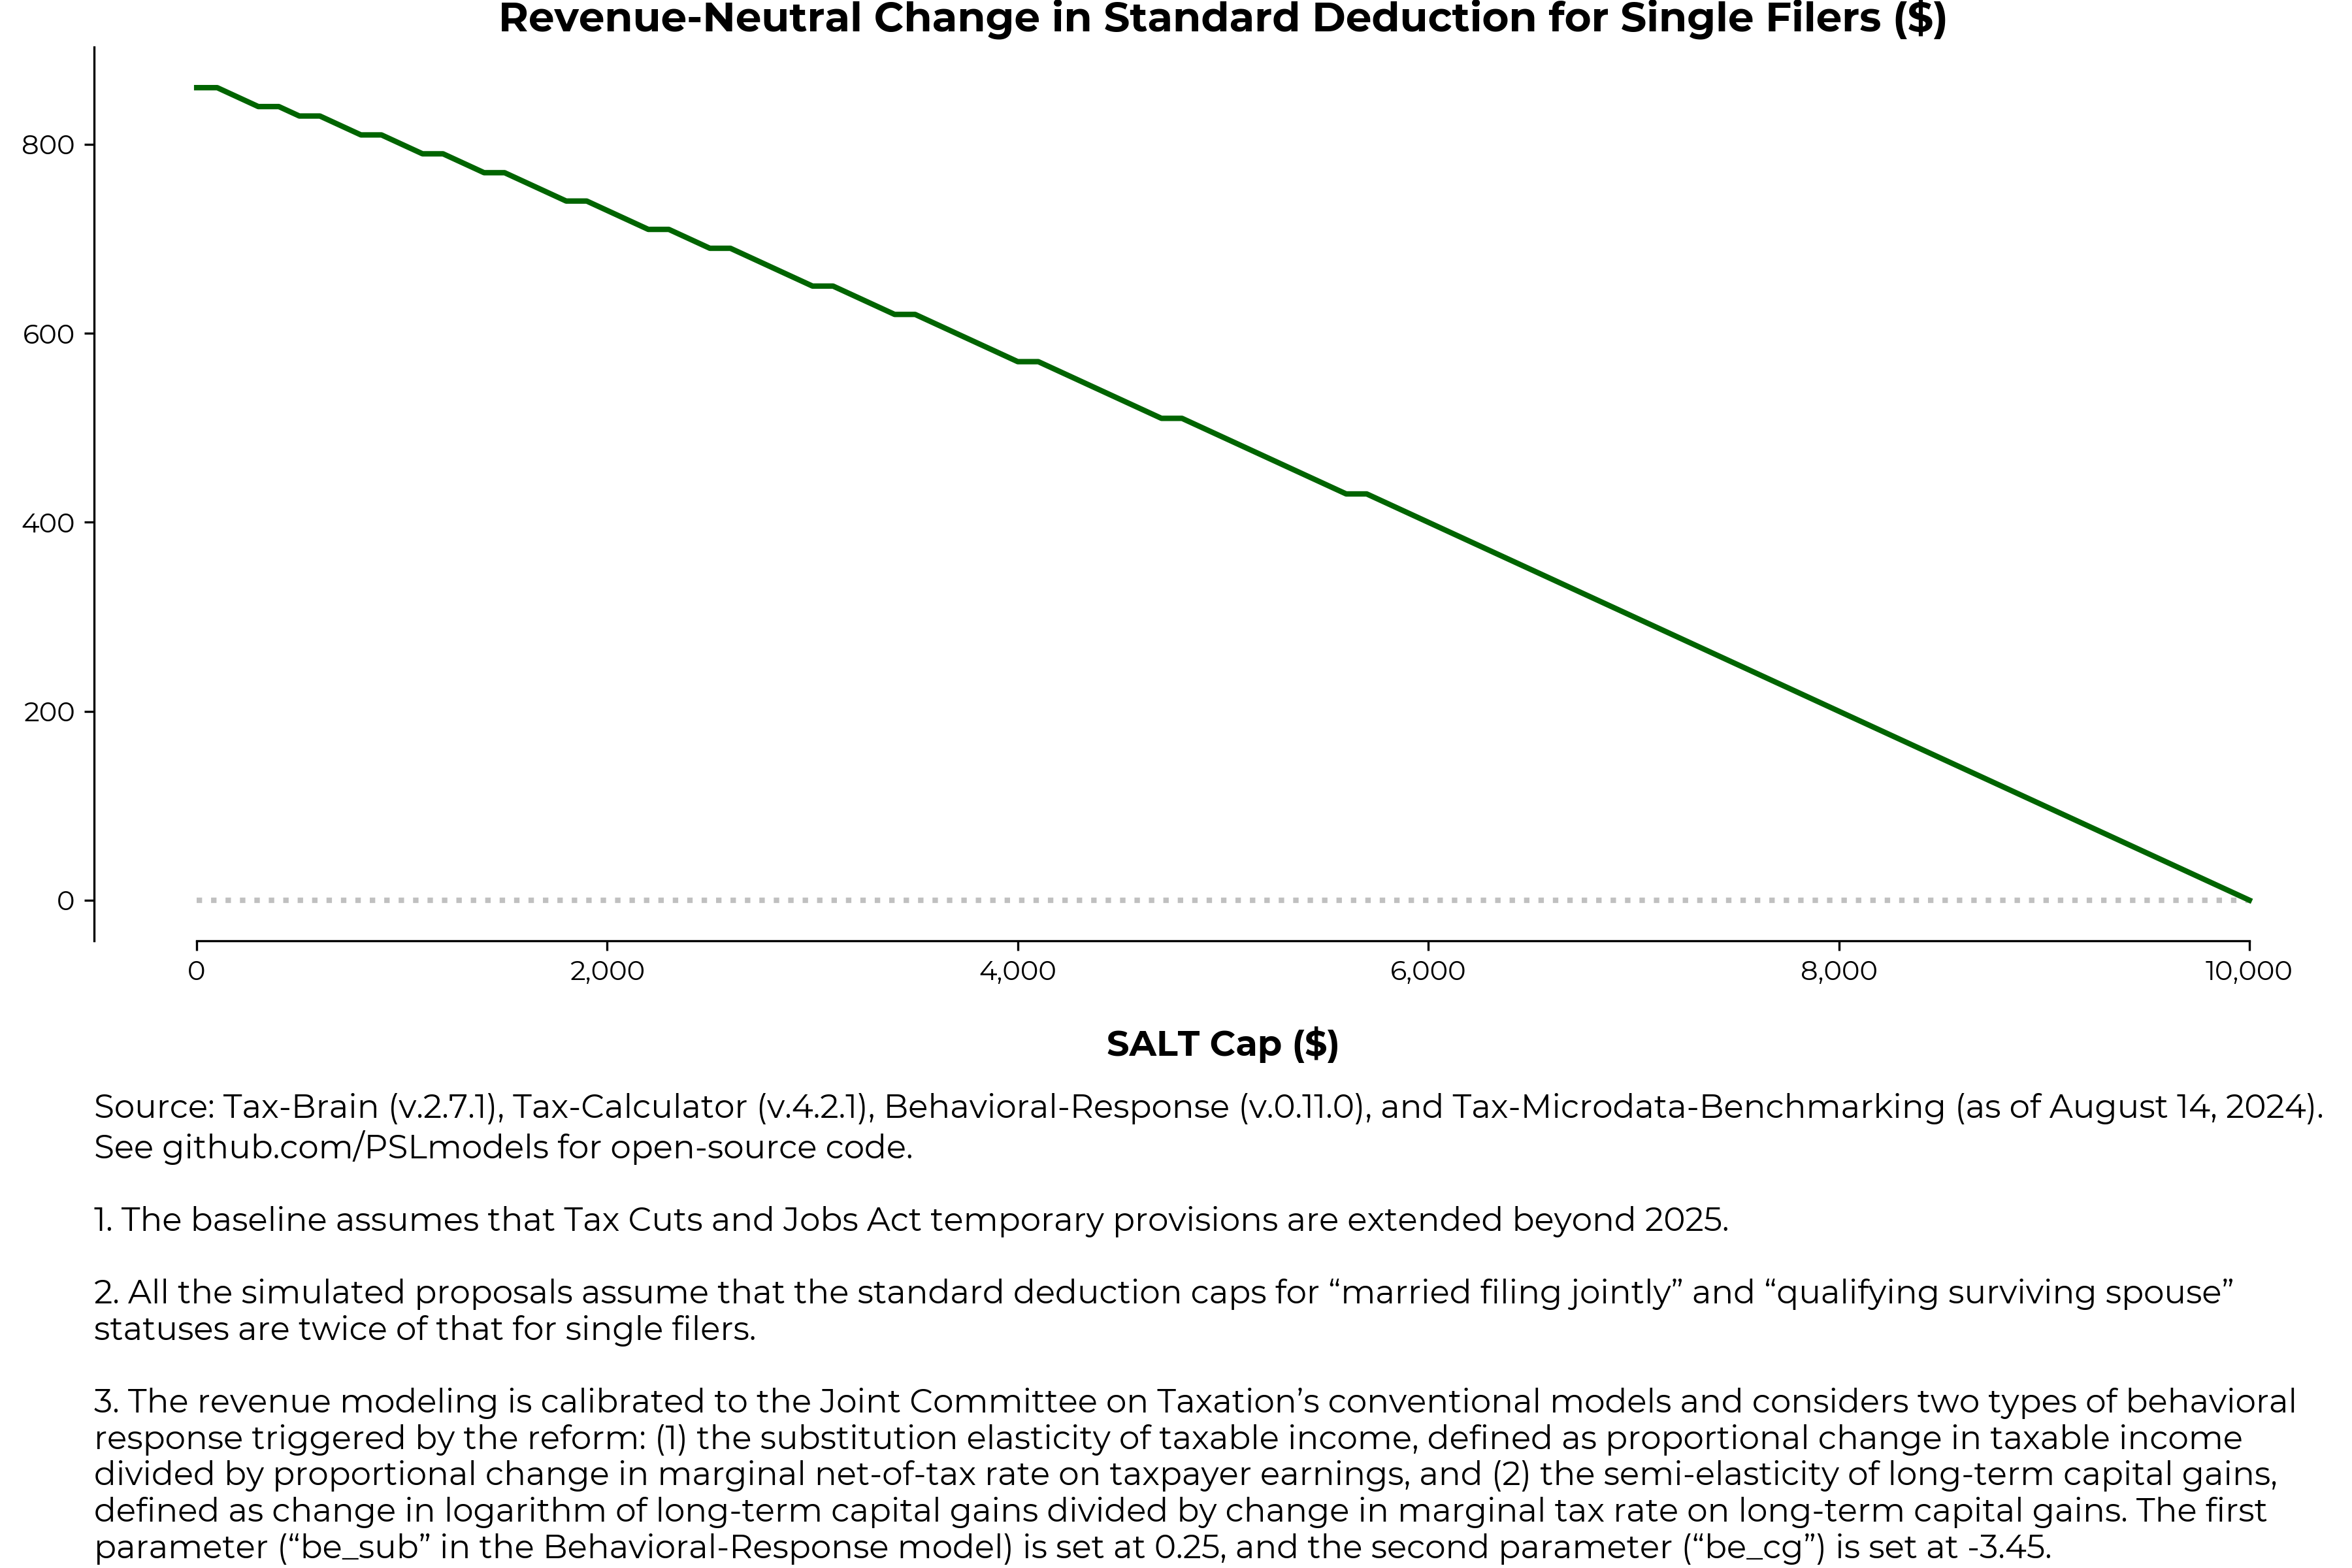 Revenue-Neutral Change in Standard Deduction for Single Filers ($)
800
600
400
200
0
0
2,000
4,000
6,000
8,000
10,000
SALT Cap ($)
Source: Tax-Brain (v.2.7.1), Tax-Calculator (v.4.2.1), Behavioral-Response (v.0.11.0), and Tax-Microdata-Benchmarking (as of August 14, 2024).
See github.com/PSLmodels for open-source code.
1. The baseline assumes that Tax Cuts and Jobs Act temporary provisions are extended beyond 2025.
2. All the simulated proposals assume that the standard deduction caps for “married filing jointly” and “qualifying surviving spouse”
statuses are twice of that for single filers.
3. The revenue modeling is calibrated to the Joint Committee on Taxation’s conventional models and considers two types of behavioral
response triggered by the reform: (1) the substitution elasticity of taxable income, defined as proportional change in taxable income
divided by proportional change in marginal net-of-tax rate on taxpayer earnings, and (2) the semi-elasticity of long-term capital gains,
defined as change in logarithm of long-term capital gains divided by change in marginal tax rate on long-term capital gains. The first
parameter (“be_sub” in the Behavioral-Response model) is set at 0.25, and the second parameter (“be_cg”) is set at -3.45.